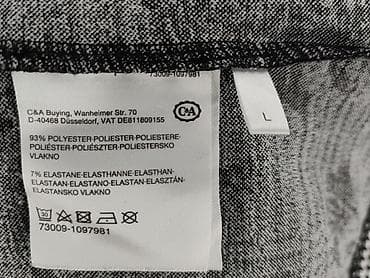 73009-1097981
C&A Buying, Wanheimer Str. 70
D-40468 Düsseldorf, VAT DE811809155
C&A
L
93% POLYESTER-POLIESTER-POLIESTERE-
POLIÉSTER-POLIÉSZTER-POLIESTERSKO
VLAKNO
7% ELASTANE-ELASTHANNE-ELASTHAN-
ELASTAAN-ELASTANO-ELASTAN-ELASZTÁN-
ELASTANSKO VLAKNO
30
73009-1097981